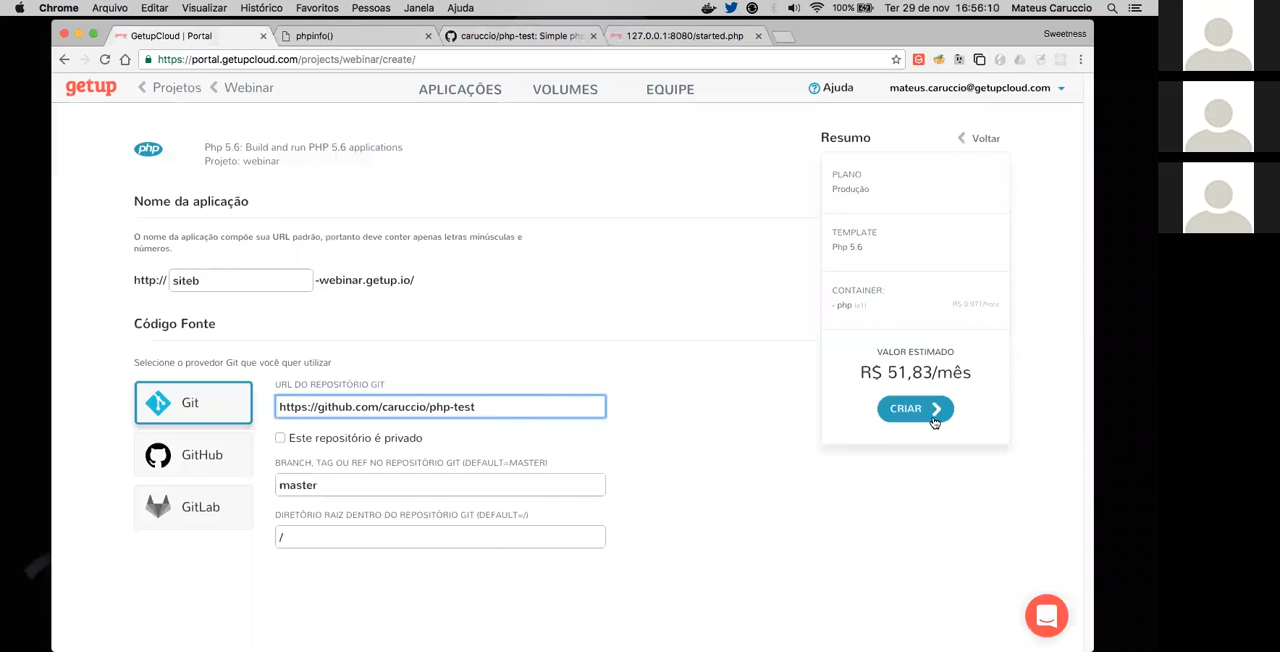 Chrome Arquivo Editar Visualizar Histórico Favoritos Pessoas Janela Ajuda 100% Ter 29 de nov 16:56:10 Mateus Caruccio
GetupCloud | Portal phpinfo() caruccio/php-test: Simple php 127.0.0.1:8080/started.php Sweetness
https://portal.getupcloud.com/projects/webinar/create/
getup Projetos Webinar APLICAÇÕES VOLUMES EQUIPE Ajuda mateus.caruccio@getupcloud.com
php Php 5.6: Build and run PHP 5.6 applications
Projeto: webinar
Nome da aplicação
O nome da aplicação compõe sua URL padrão, portanto deve conter apenas letras minúsculas e
números.
http:// siteb -webinar.getup.io/
Código Fonte
Selecione o provedor Git que você quer utilizar
Git
GitHub
GitLab
URL DO REPOSITÓRIO GIT
https://github.com/caruccio/php-test
Este repositório é privado
BRANCH, TAG OU REF NO REPOSITÓRIO GIT (DEFAULT=MASTER)
master
DIRETÓRIO RAIZ DENTRO DO REPOSITÓRIO GIT (DEFAULT=/)
/
Resumo Voltar
PLANO
Produção
TEMPLATE
Php 5.6
CONTAINER:
- php (x1) R$ 0.071/hora
VALOR ESTIMADO
R$ 51,83/mês
CRIAR